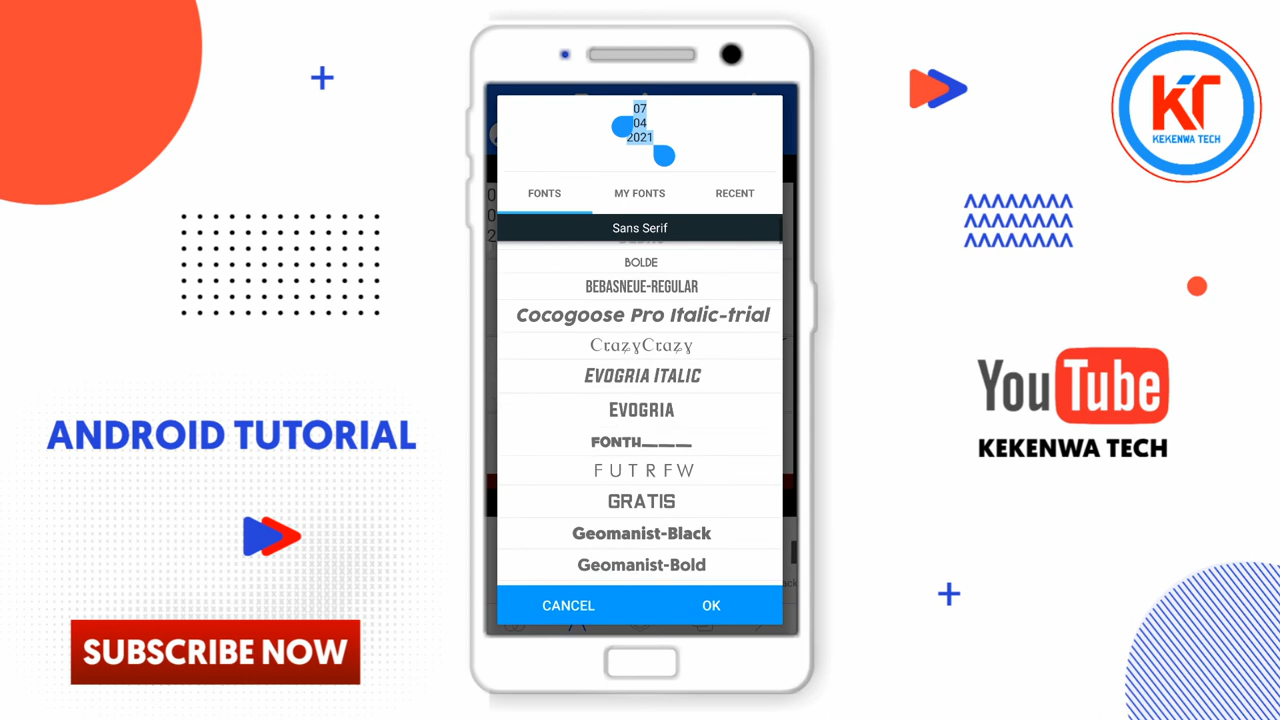 07
04
2021
FONTS
MY FONTS
RECENT
Sans Serif
BOLDE
BEBASNEUE-REGULAR
Cocogoose Pro Italic-trial
CrazyCrazy
EVOGRIA ITALIC
EVOGRIA
FONTH____
FUTRFW
GRATIS
Geomanist-Black
Geomanist-Bold
CANCEL
OK
ANDROID TUTORIAL
SUBSCRIBE NOW
KT
KEKENWA TECH
YouTube
KEKENWA TECH